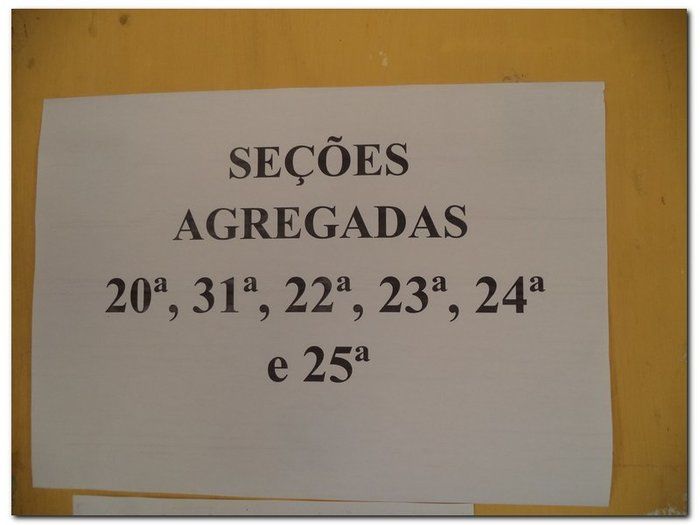 SEÇÕES
AGREGADAS
20ª, 31ª, 22ª, 23ª, 24ª
e 25ª